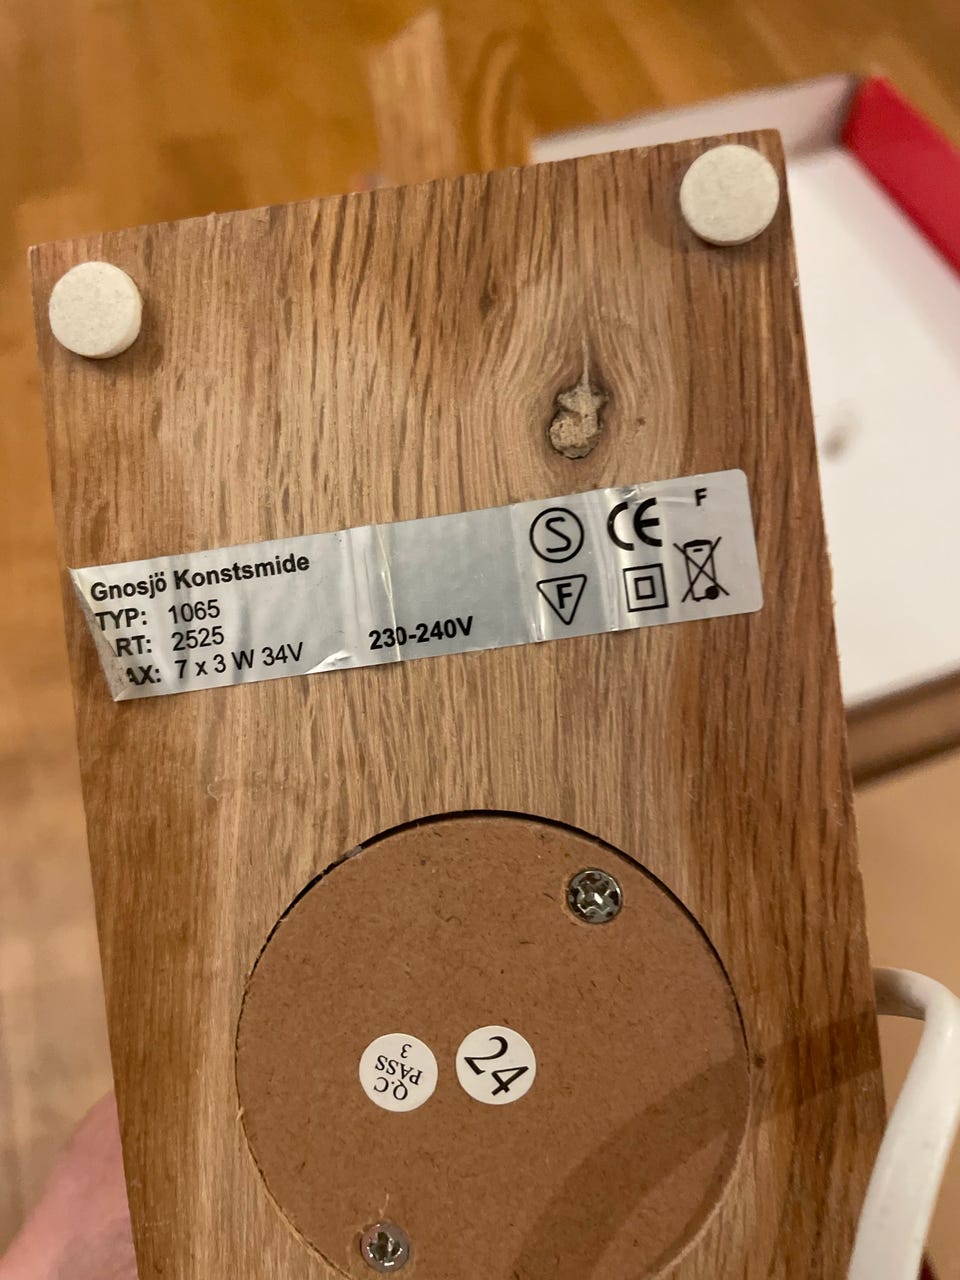 Gnosjö Konstsmide
TYP: 1065
RT: 2525
AX: 7 x 3 W 34V
230-240V
S
CE
F
F
Q.C
PASS
3
24